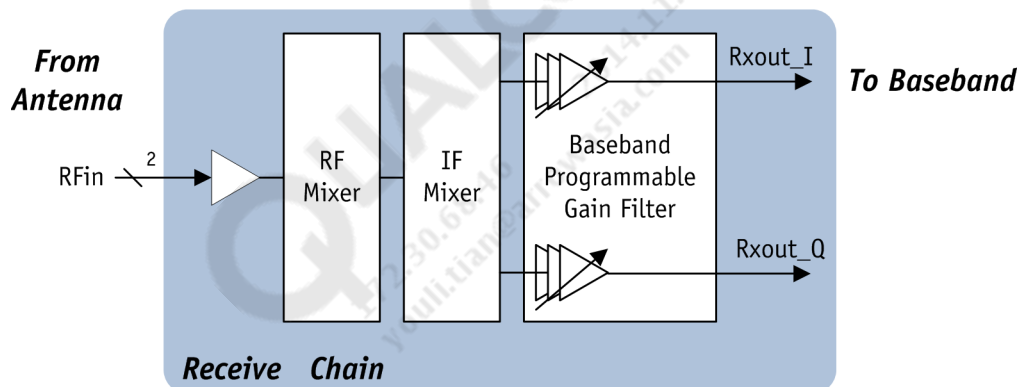 From
Antenna
RFin
2
RF
Mixer
IF
Mixer
Baseband
Programmable
Gain Filter
Rxout_I
Rxout_Q
To Baseband
Receive Chain